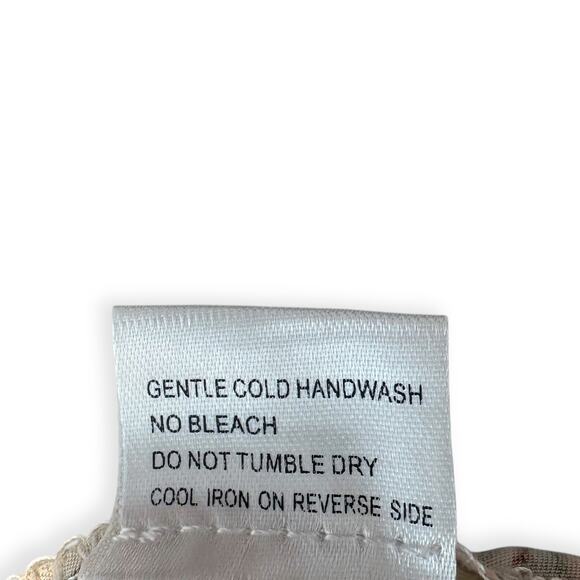 GENTLE COLD HANDWASH
NO BLEACH
DO NOT TUMBLE DRY
COOL IRON ON REVERSE SIDE